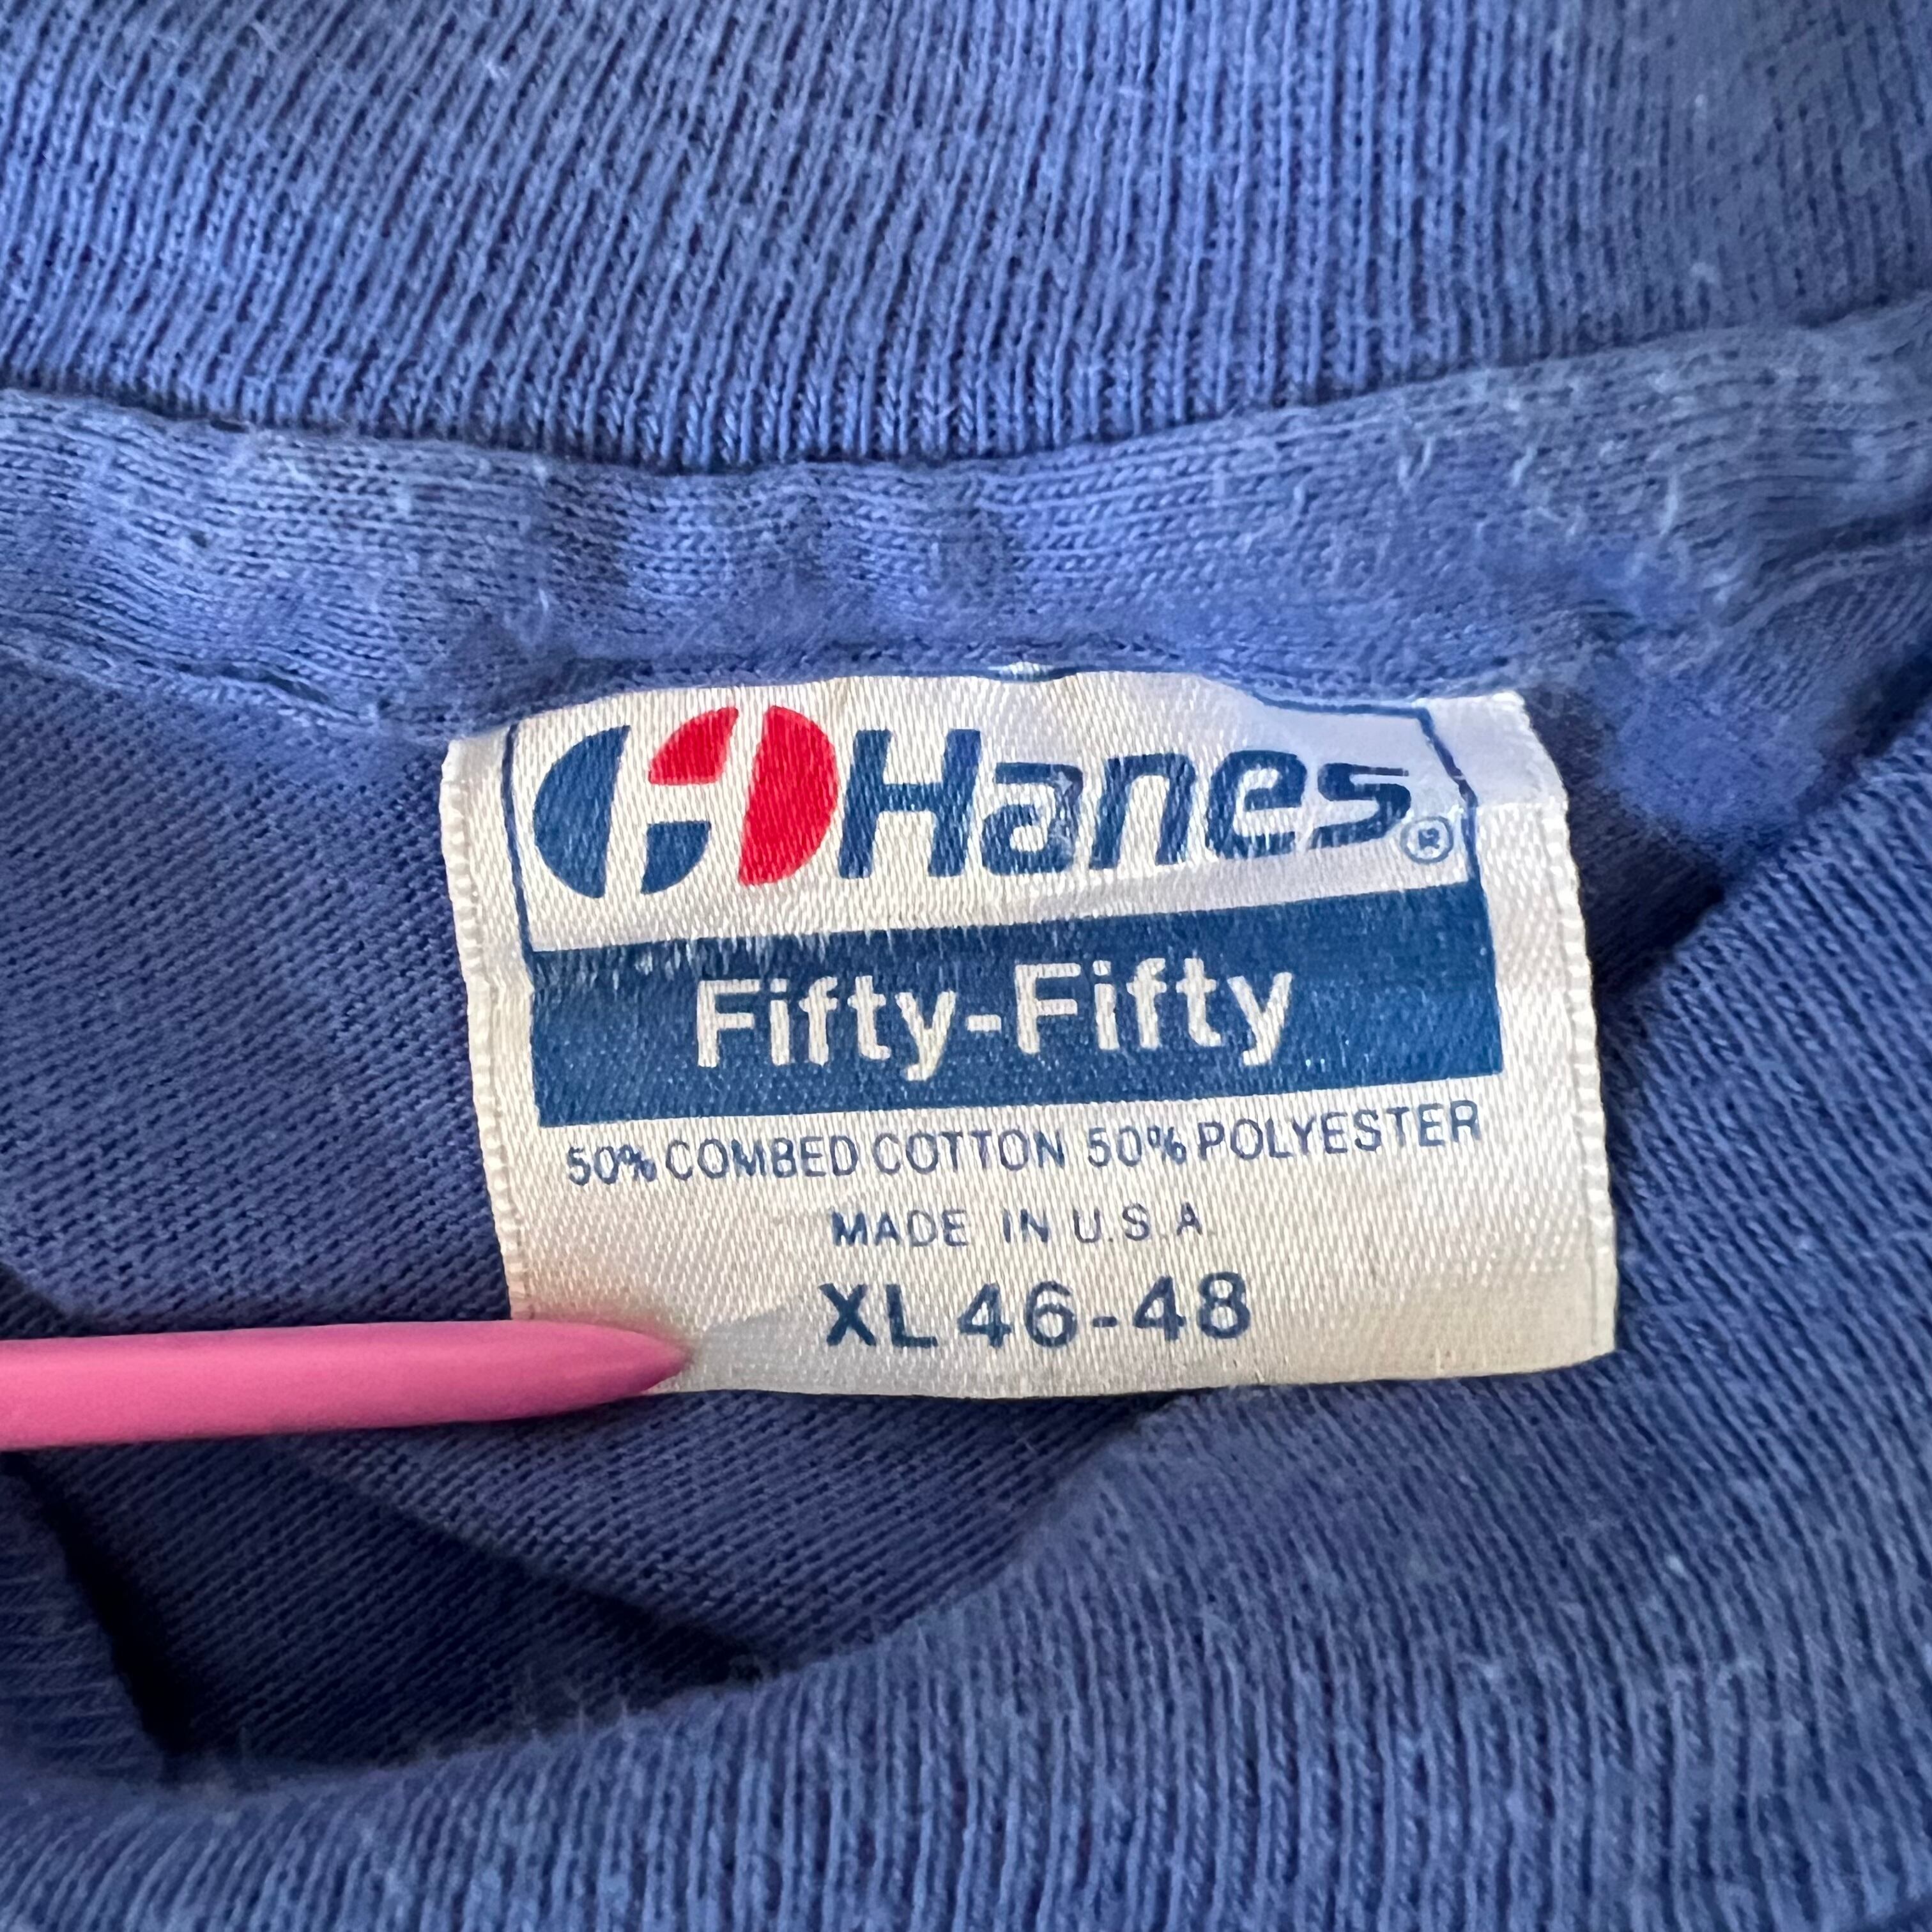 Hanes®
Fifty-Fifty
50% COMBED COTTON 50% POLYESTER
MADE IN U.S.A.
XL 46-48